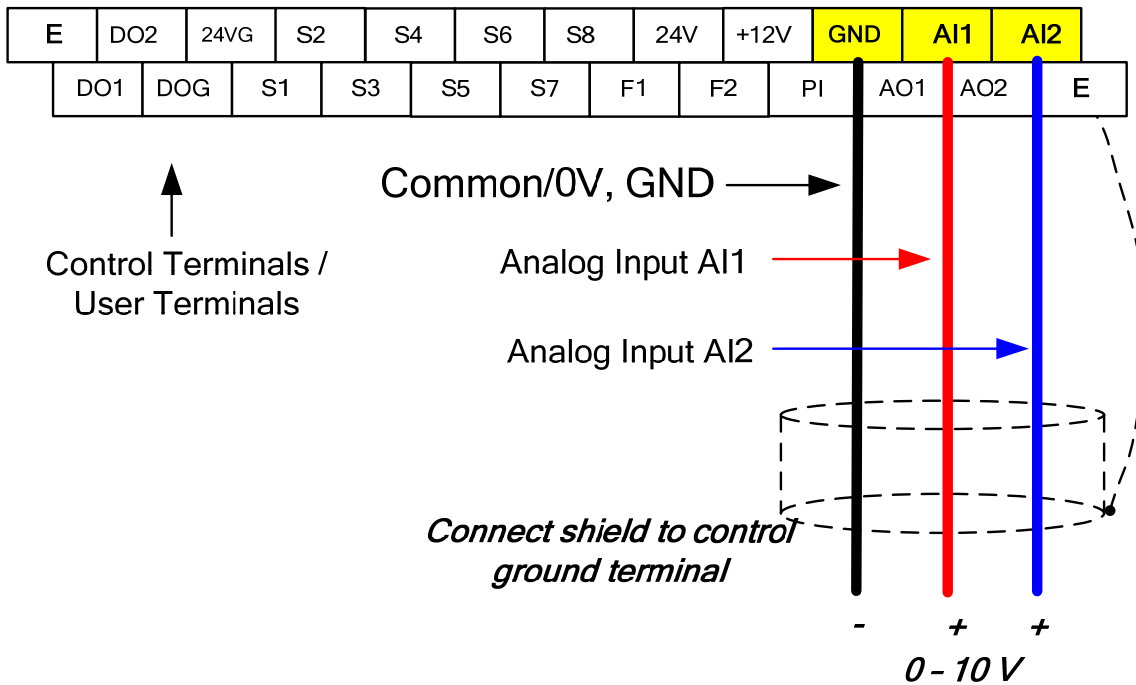 E DO2 24VG S2 S4 S6 S8 24V +12V GND AI1 AI2
DO1 DOG S1 S3 S5 S7 F1 F2 PI AO1 AO2 E
Common/0V, GND
Control Terminals /
User Terminals
Analog Input AI1
Analog Input AI2
Connect shield to control
ground terminal
- + +
0 – 10 V